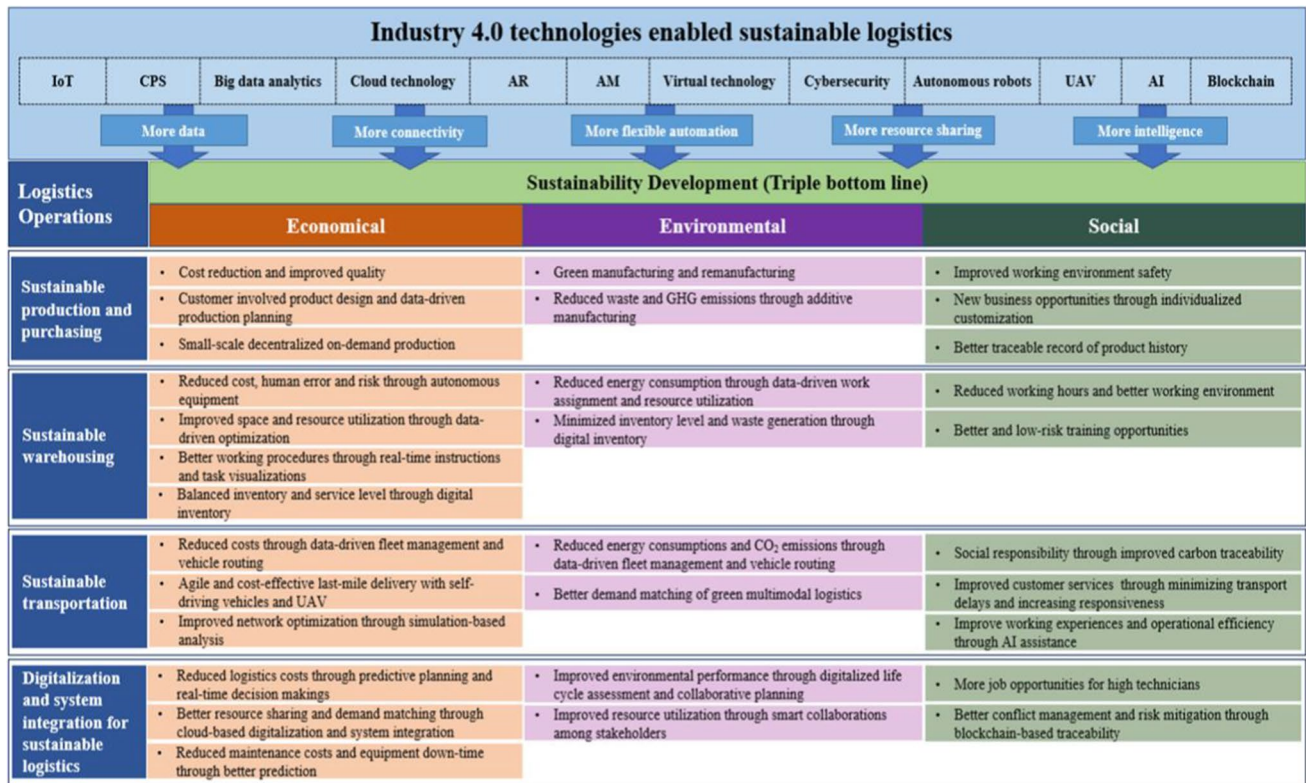 Industry 4.0 technologies enabled sustainable logistics
IoT
CPS
Big data analytics
Cloud technology
AR
AM
Virtual technology
Cybersecurity
Autonomous robots
UAV
AI
Blockchain
More data
More connectivity
More flexible automation
More resource sharing
More intelligence
Logistics
Operations
Sustainability Development (Triple bottom line)
Economical
Environmental
Social
Sustainable
production and
purchasing
• Cost reduction and improved quality
• Customer involved product design and data-driven
production planning
• Small-scale decentralized on-demand production
• Green manufacturing and remanufacturing
• Reduced waste and GHG emissions through additive
manufacturing
• Improved working environment safety
• New business opportunities through individualized
customization
• Better traceable record of product history
Sustainable
warehousing
• Reduced cost, human error and risk through autonomous
equipment
• Improved space and resource utilization through data-
driven optimization
• Better working procedures through real-time instructions
and task visualizations
• Balanced inventory and service level through digital
inventory
• Reduced energy consumption through data-driven work
assignment and resource utilization
• Minimized inventory level and waste generation through
digital inventory
• Reduced working hours and better working environment
• Better and low-risk training opportunities
Sustainable
transportation
• Reduced costs through data-driven fleet management and
vehicle routing
• Agile and cost-effective last-mile delivery with self-
driving vehicles and UAV
• Improved network optimization through simulation-based
analysis
• Reduced energy consumptions and CO₂ emissions through
data-driven fleet management and vehicle routing
• Better demand matching of green multimodal logistics
• Social responsibility through improved carbon traceability
• Improved customer services through minimizing transport
delays and increasing responsiveness
• Improve working experiences and operational efficiency
through AI assistance
Digitalization
and system
integration for
sustainable
logistics
• Reduced logistics costs through predictive planning and
real-time decision makings
• Better resource sharing and demand matching through
cloud-based digitalization and system integration
• Reduced maintenance costs and equipment down-time
through better prediction
• Improved environmental performance through digitalized life
cycle assessment and collaborative planning
• Improved resource utilization through smart collaborations
among stakeholders
• More job opportunities for high technicians
• Better conflict management and risk mitigation through
blockchain-based traceability